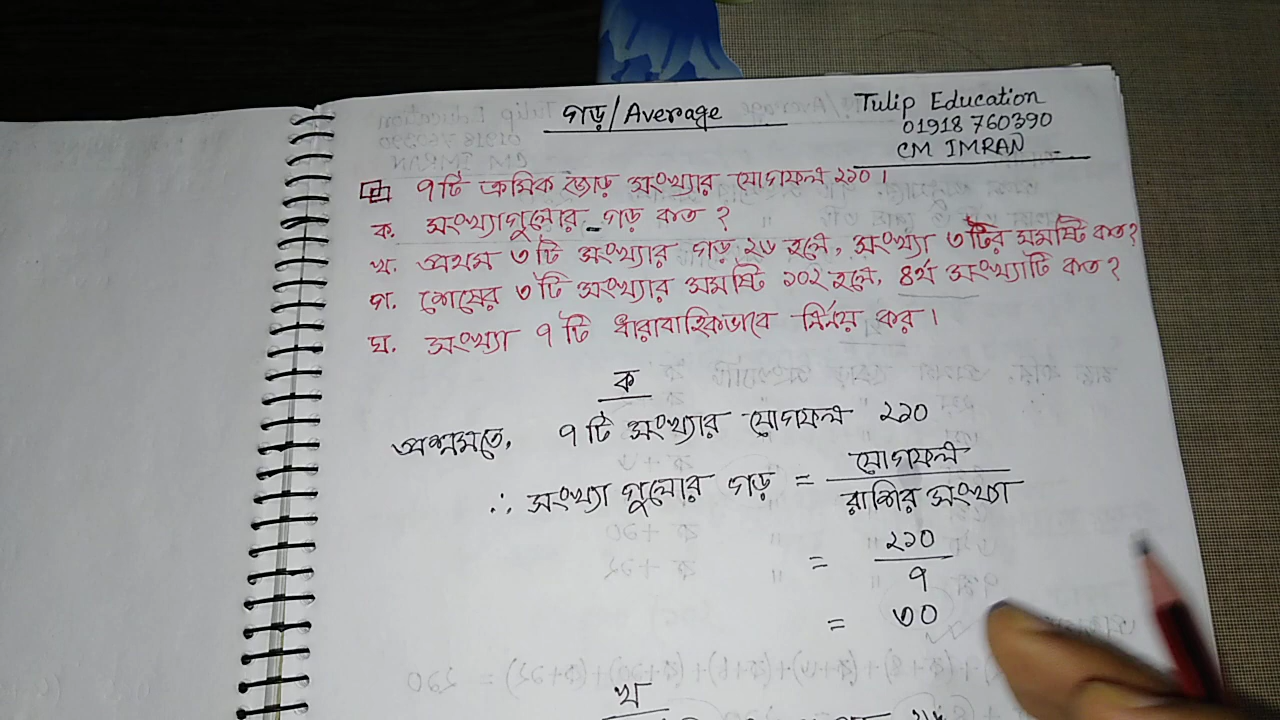 গড়/Average
Tulip Education
01918 760390
CM IMRAN
৭টি ক্রমিক জোড় সংখ্যার যোগফল ২১০।
ক. সংখ্যাগুলোর গড় কত?
খ. প্রথম ৩টি সংখ্যার গড় ২৬ হলে, সংখ্যা ৩টির সমষ্টি কত?
গ. শেষের ৩টি সংখ্যার সমষ্টি ১০২ হলে, ৪র্থ সংখ্যাটি কত?
ঘ. সংখ্যা ৭টি ধারাবাহিকভাবে নির্নয় কর।
ক
প্রশ্নমতে, ৭টি সংখ্যার যোগফল ২১০
∴ সংখ্যা গুলোর গড় = যোগফল
রাশির সংখ্যা
= ২১০
৭
= ৩০
খ